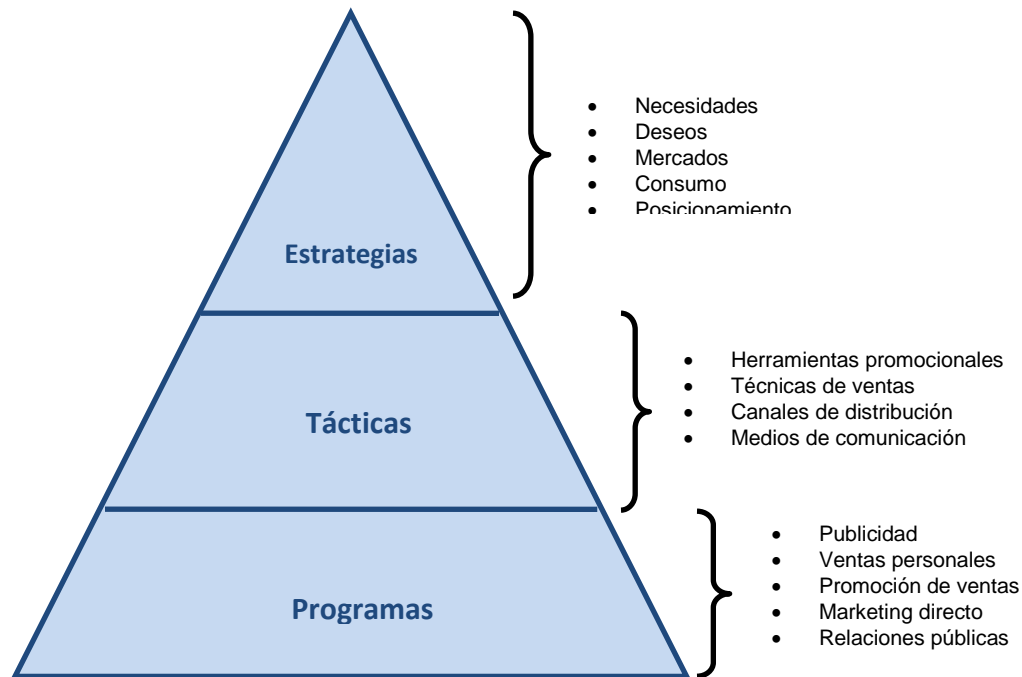 • Necesidades
• Deseos
• Mercados
• Consumo
• Posicionamiento
Estrategias
• Herramientas promocionales
• Técnicas de ventas
• Canales de distribución
• Medios de comunicación
Tácticas
• Publicidad
• Ventas personales
• Promoción de ventas
• Marketing directo
• Relaciones públicas
Programas